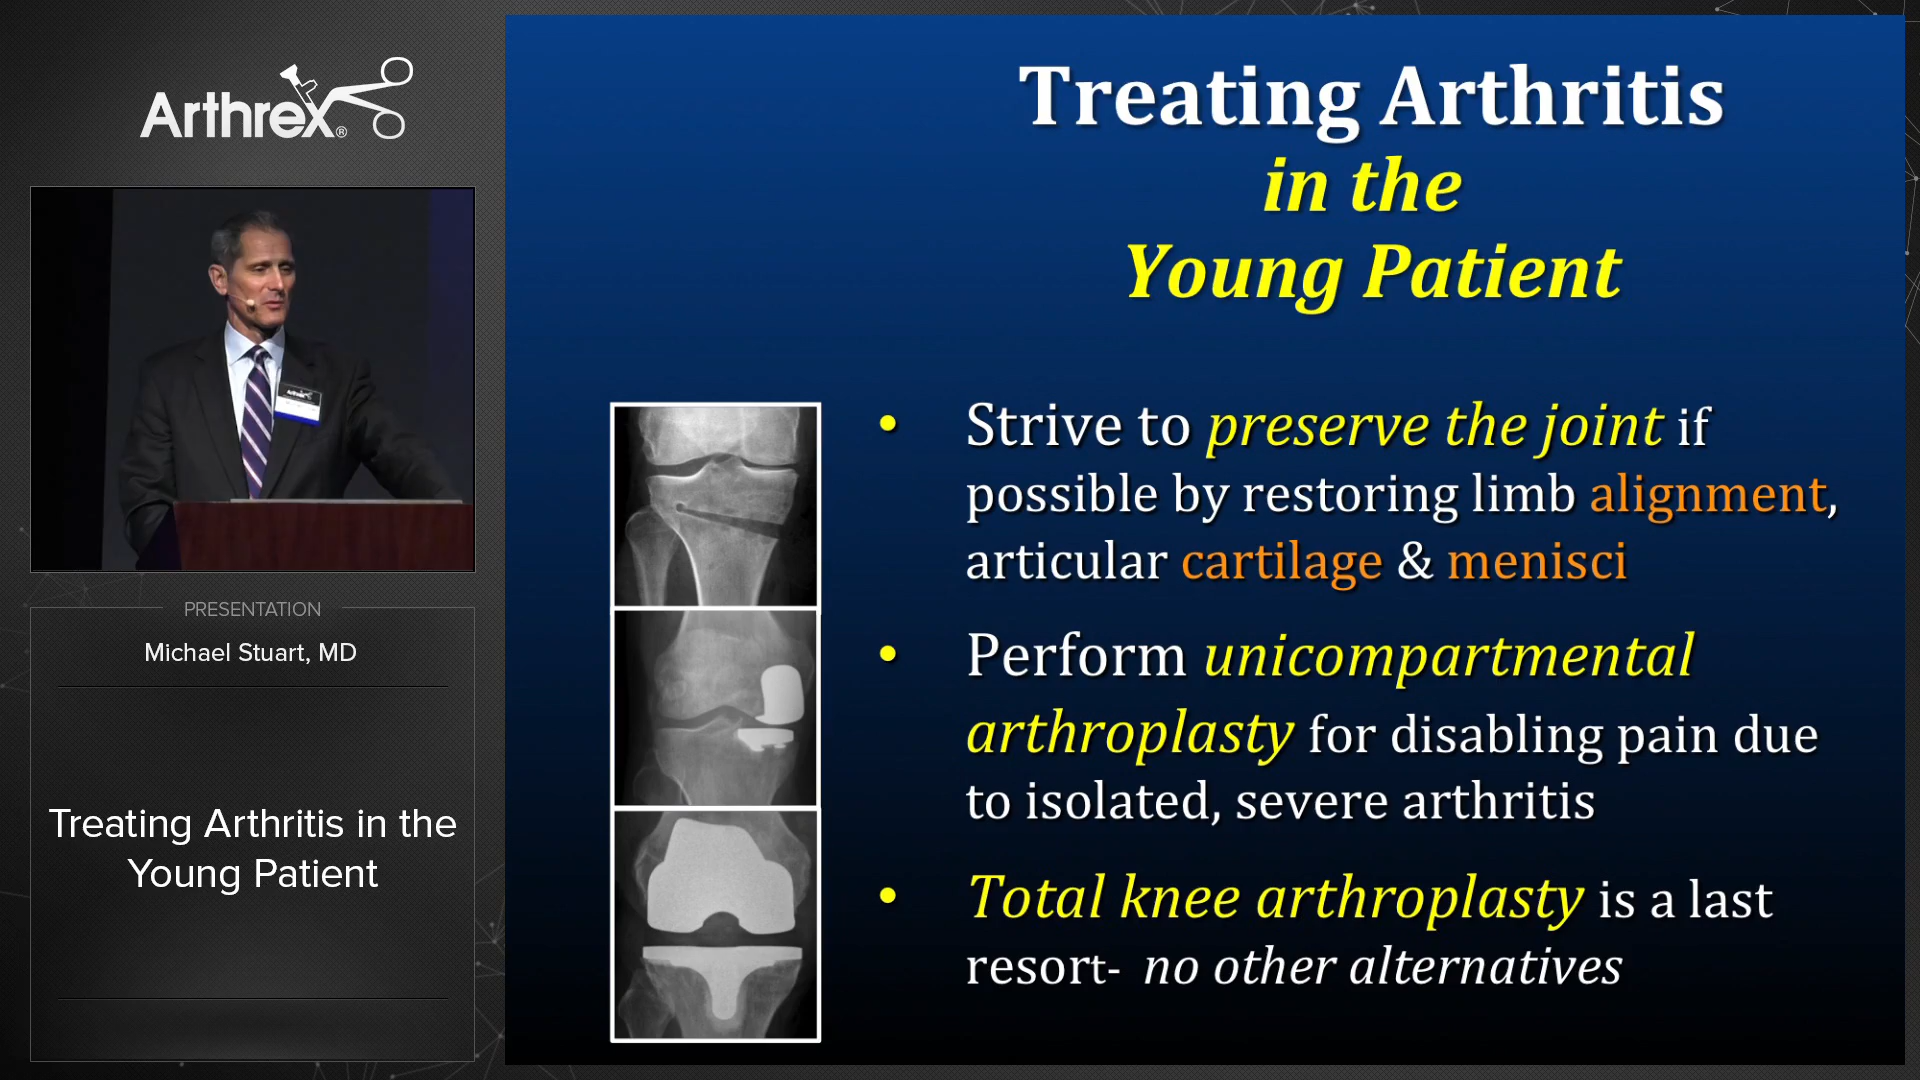 Arthrex®
Arthrex
PRESENTATION
Michael Stuart, MD
Treating Arthritis in the
Young Patient
Treating Arthritis
in the
Young Patient
• Strive to preserve the joint if
possible by restoring limb alignment,
articular cartilage & menisci
• Perform unicompartmental
arthroplasty for disabling pain due
to isolated, severe arthritis
• Total knee arthroplasty is a last
resort- no other alternatives